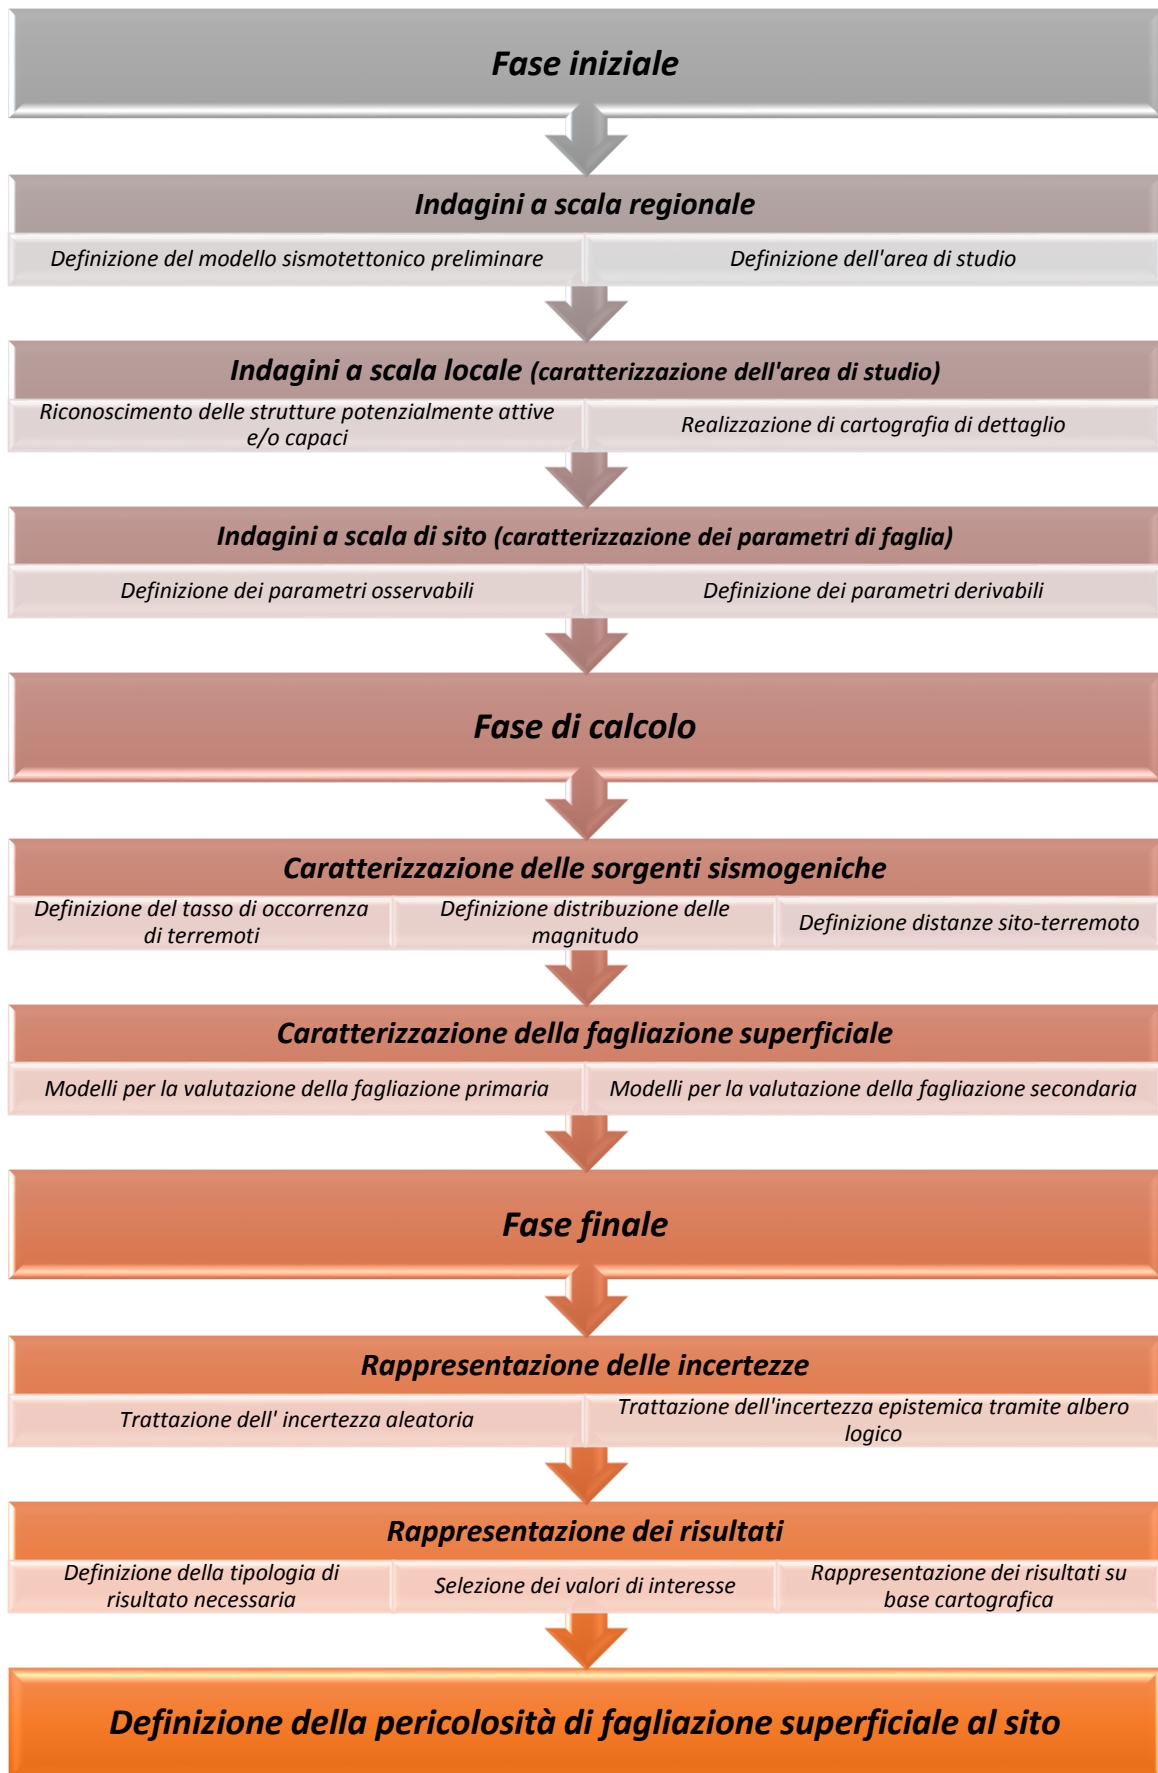 Fase iniziale
Indagini a scala regionale
Definizione del modello sismotettonico preliminare
Definizione dell'area di studio
Indagini a scala locale (caratterizzazione dell'area di studio)
Riconoscimento delle strutture potenzialmente attive
e/o capaci
Realizzazione di cartografia di dettaglio
Indagini a scala di sito (caratterizzazione dei parametri di faglia)
Definizione dei parametri osservabili
Definizione dei parametri derivabili
Fase di calcolo
Caratterizzazione delle sorgenti sismogeniche
Definizione del tasso di occorrenza
di terremoti
Definizione distribuzione delle
magnitudo
Definizione distanze sito-terremoto
Caratterizzazione della fagliazione superficiale
Modelli per la valutazione della fagliazione primaria
Modelli per la valutazione della fagliazione secondaria
Fase finale
Rappresentazione delle incertezze
Trattazione dell' incertezza aleatoria
Trattazione dell'incertezza epistemica tramite albero
logico
Rappresentazione dei risultati
Definizione della tipologia di
risultato necessaria
Selezione dei valori di interesse
Rappresentazione dei risultati su
base cartografica
Definizione della pericolosità di fagliazione superficiale al sito